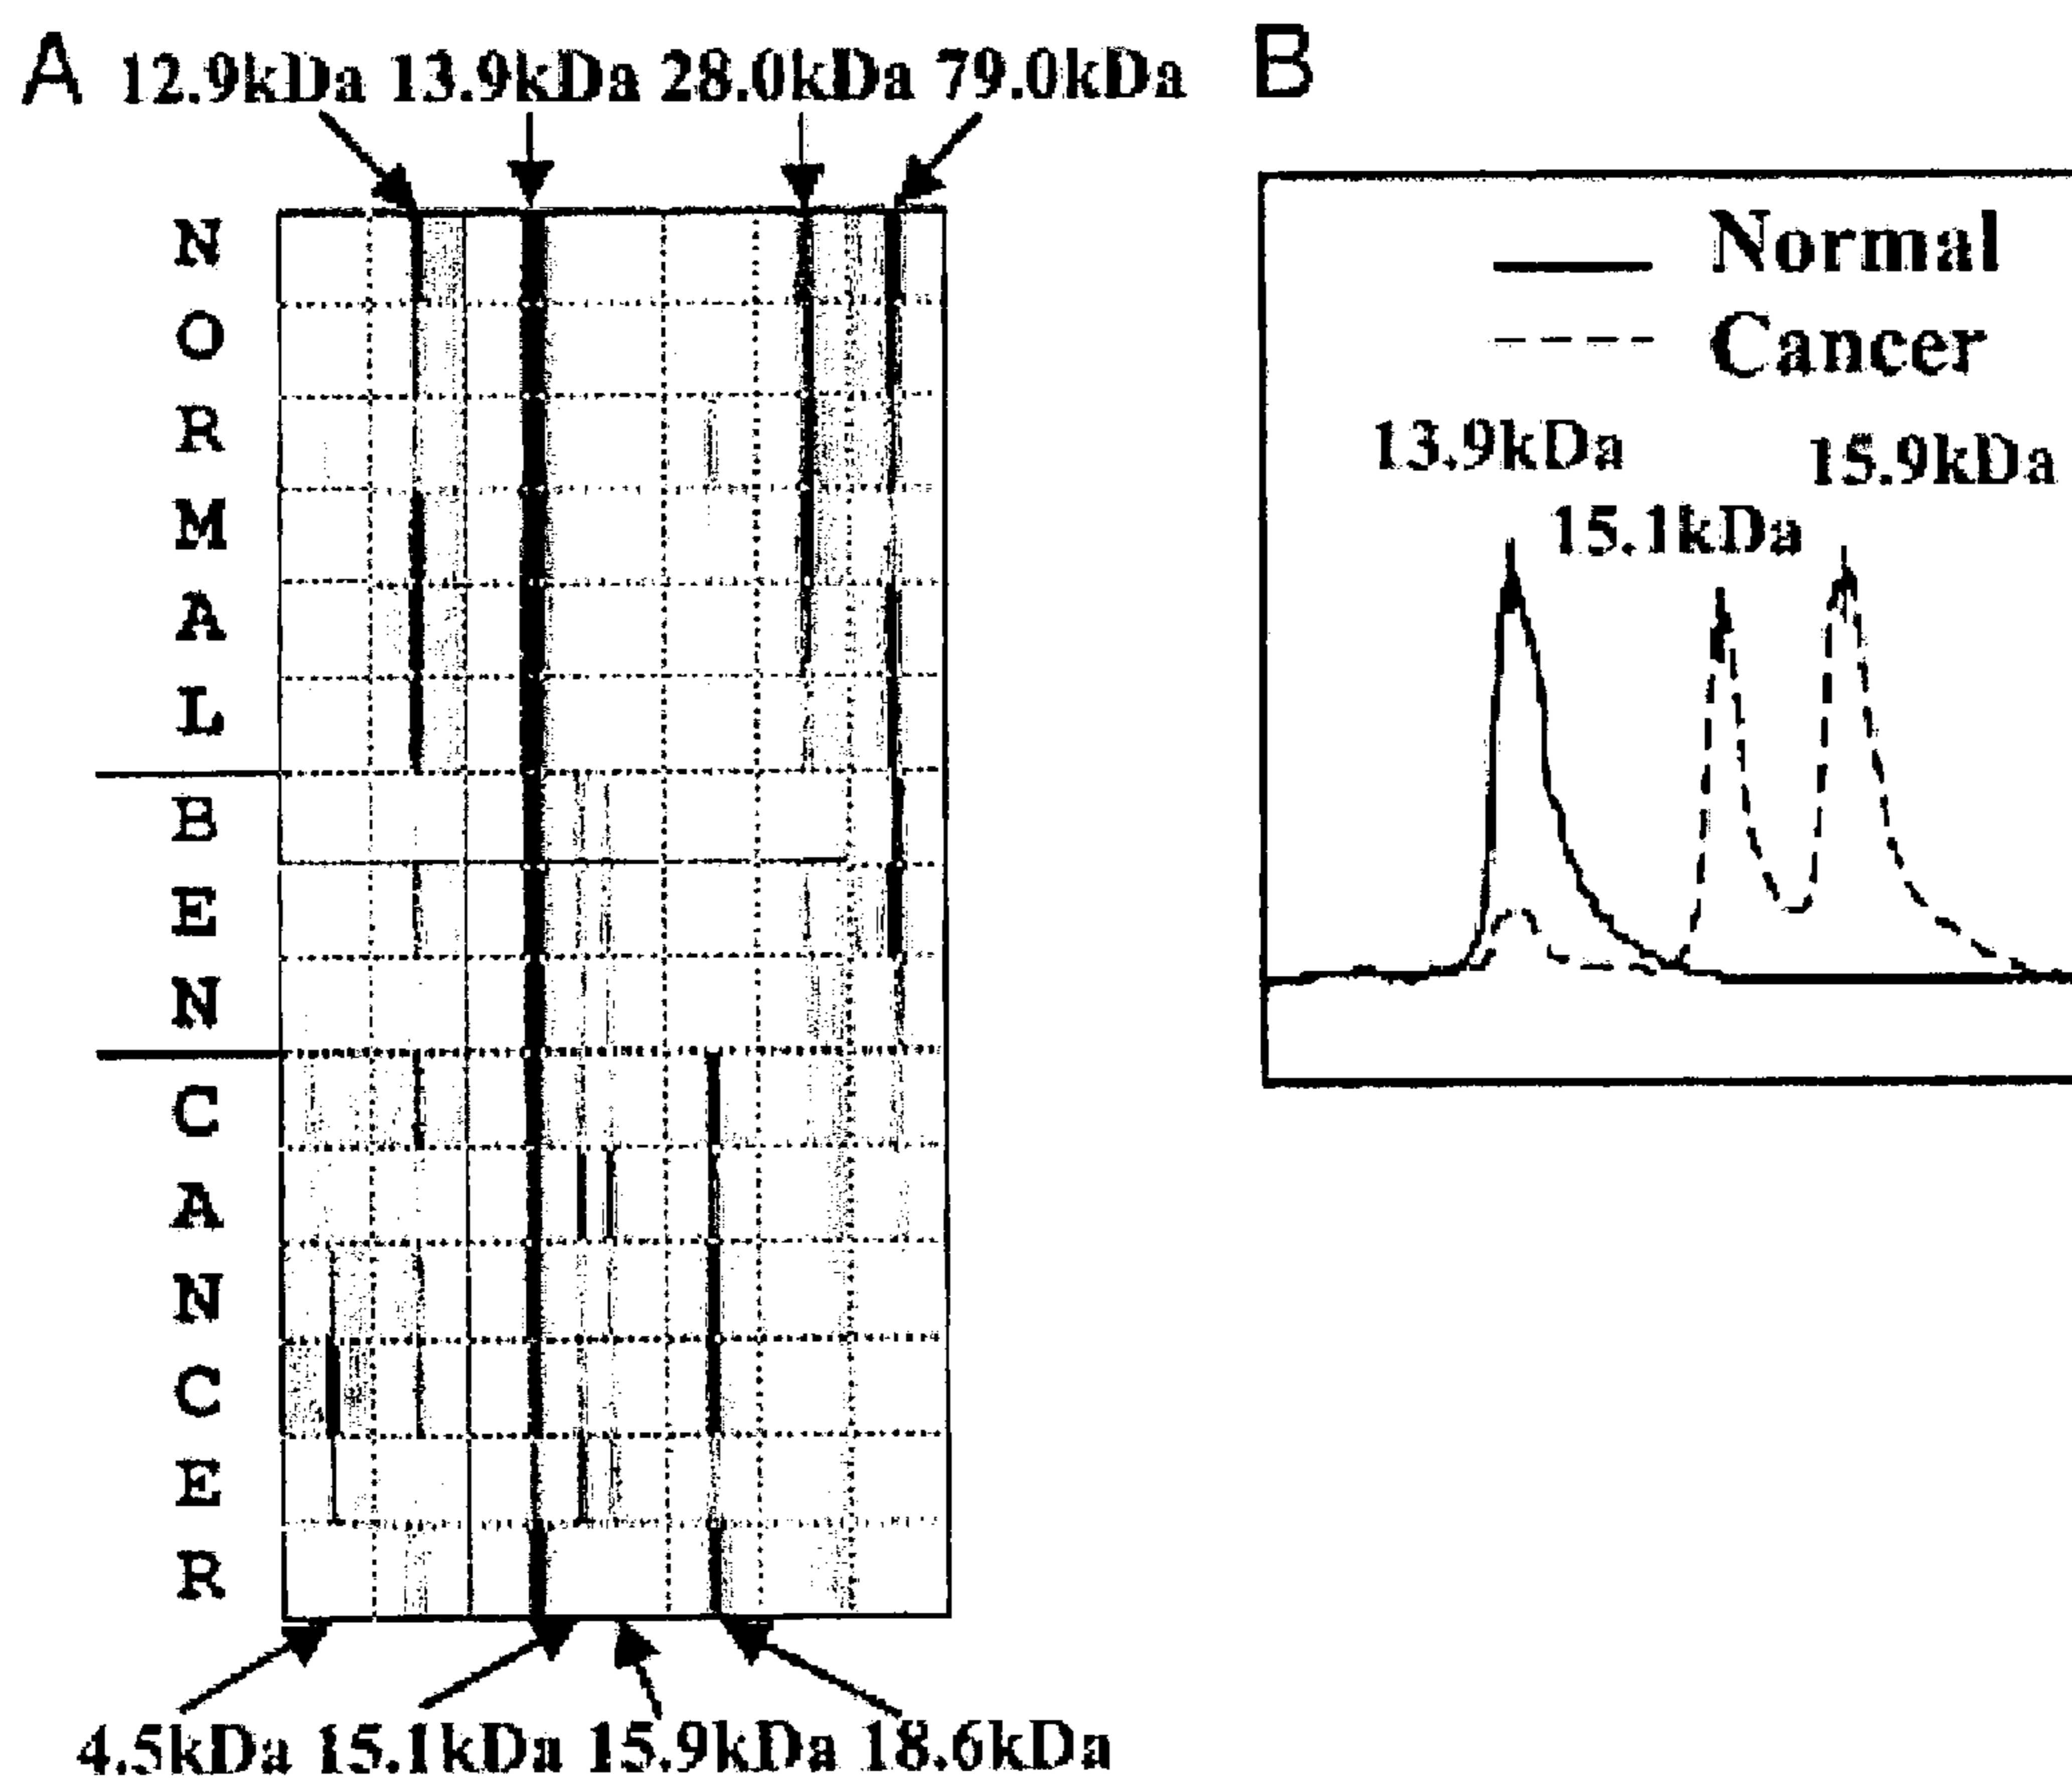 A 12.9kDa 13.9kDa 28.0kDa 79.0kDa
N
O
R
M
A
L
B
E
N
C
A
N
C
E
R
4.5kDa 15.1kDa 15.9kDa 18.6kDa
B
Normal
Cancer
13.9kDa
15.9kDa
15.1kDa